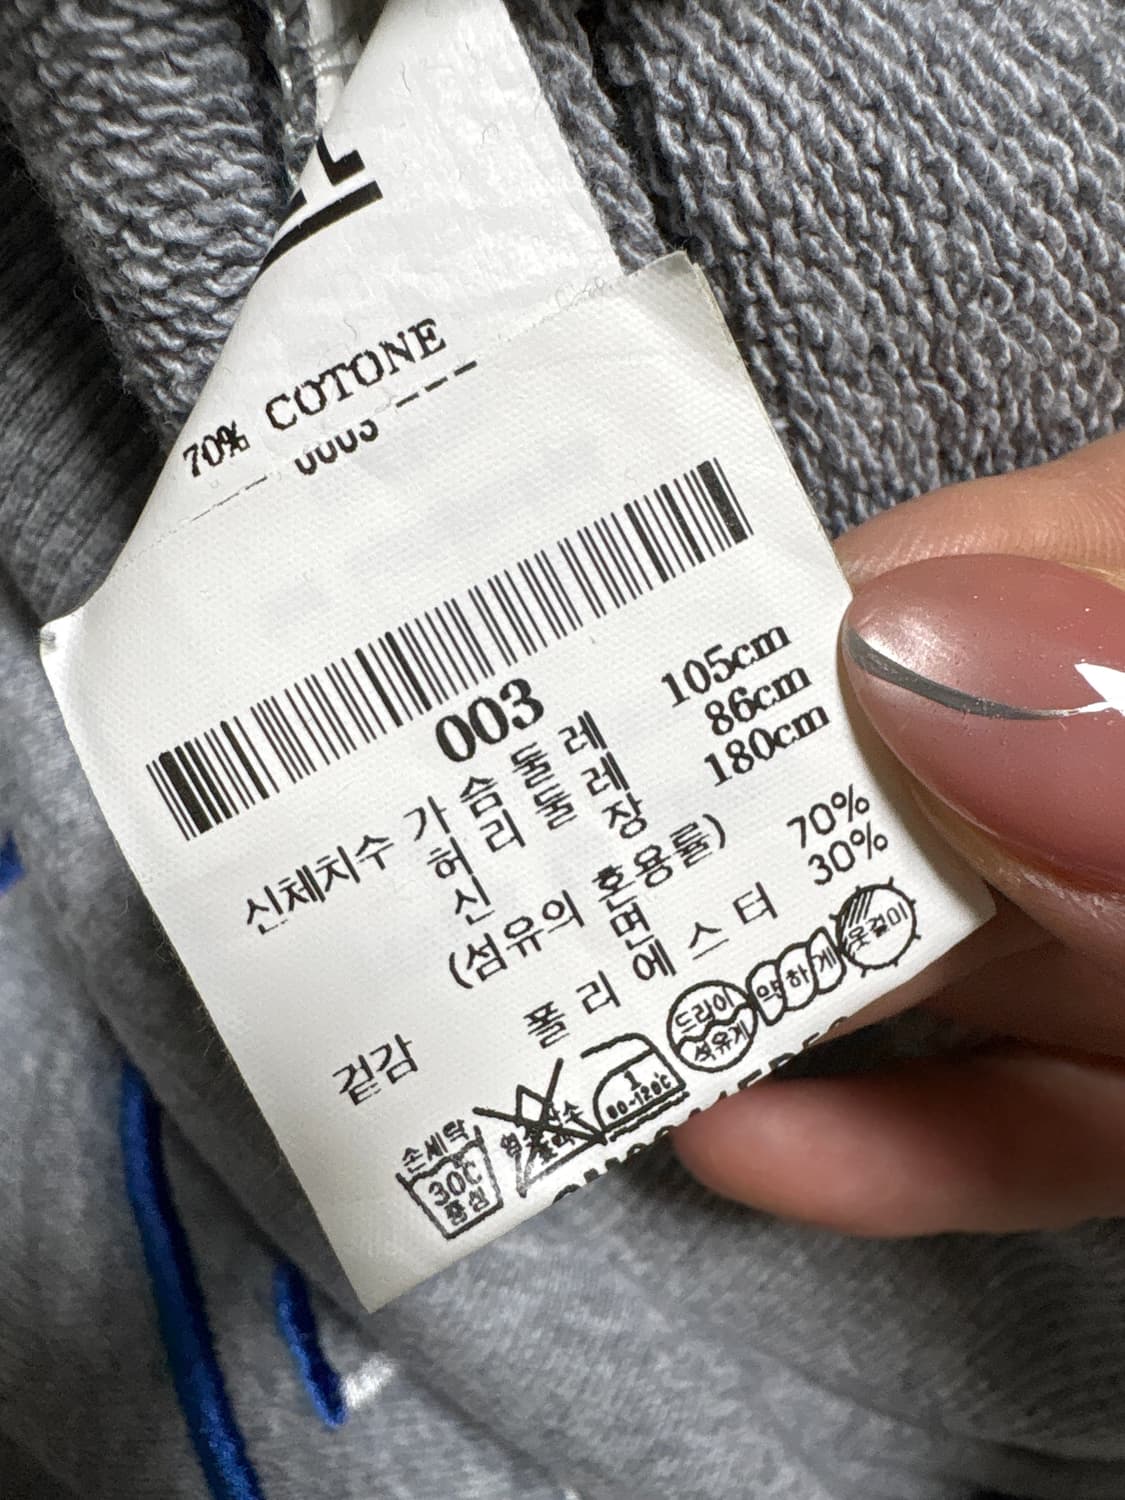 70% COTONE
003
신체치수 가슴둘레 105cm
허리둘레 86cm
신장 180cm
(섬유의 혼용률)
겉감 면 70%
폴리에스터 30%
손세탁
30C
중성
80-120℃
드라이
석유계
약하게
옷걸이